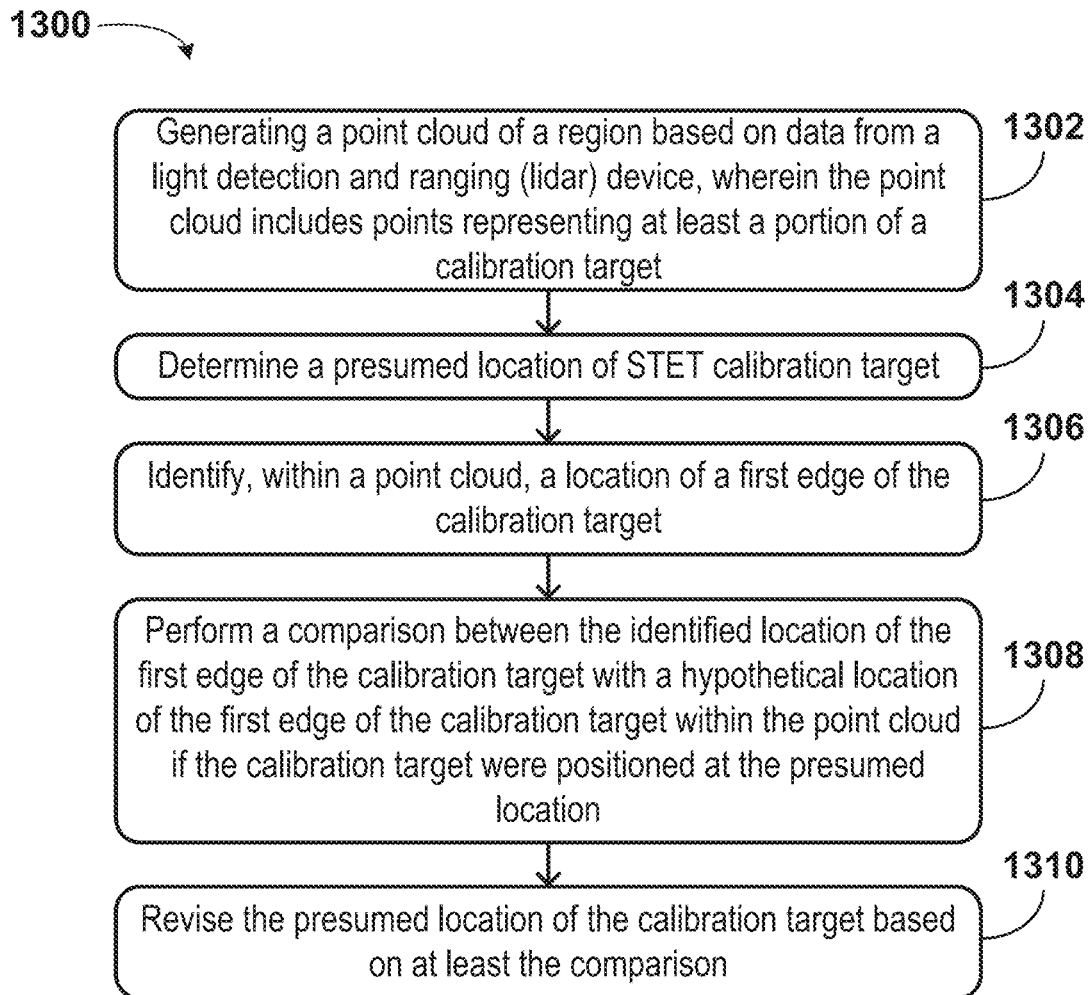 1300
Generating a point cloud of a region based on data from a
light detection and ranging (lidar) device, wherein the point
cloud includes points representing at least a portion of a
calibration target
1302
Determine a presumed location of STET calibration target
1304
Identify, within a point cloud, a location of a first edge of the
calibration target
1306
Perform a comparison between the identified location of the
first edge of the calibration target with a hypothetical location
of the first edge of the calibration target within the point cloud
if the calibration target were positioned at the presumed
location
1308
Revise the presumed location of the calibration target based
on at least the comparison
1310